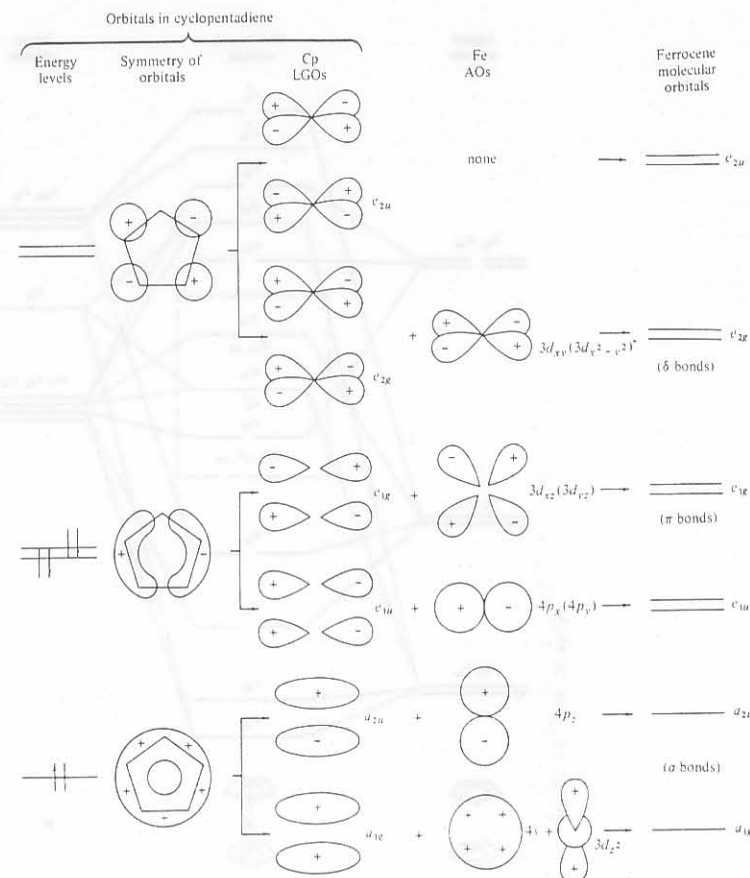 Orbitals in cyclopentadiene
Energy levels
Symmetry of orbitals
Cp LGOs
Fe AOs
Ferrocene molecular orbitals
+ -
- +
none
e2u
- +
+ -
e2u
+ -
- +
+ -
- +
+ -
- +
+
+ -
- +
3dxy(3dx2 - y2)
e2g
(δ bonds)
+ -
- +
e2g
- +
+ -
e1g
+
- +
+ -
3dxz(3dyz)
e1g
(π bonds)
+ -
+ -
+ -
e1u
+
+ -
4px(4py)
e1u
+
-
a2u
+
+
-
4pz
a2u
(σ bonds)
+ +
+ +
-
+
+
a1g
+
+ +
+ +
4s
+
+
+
3dz2
a1g